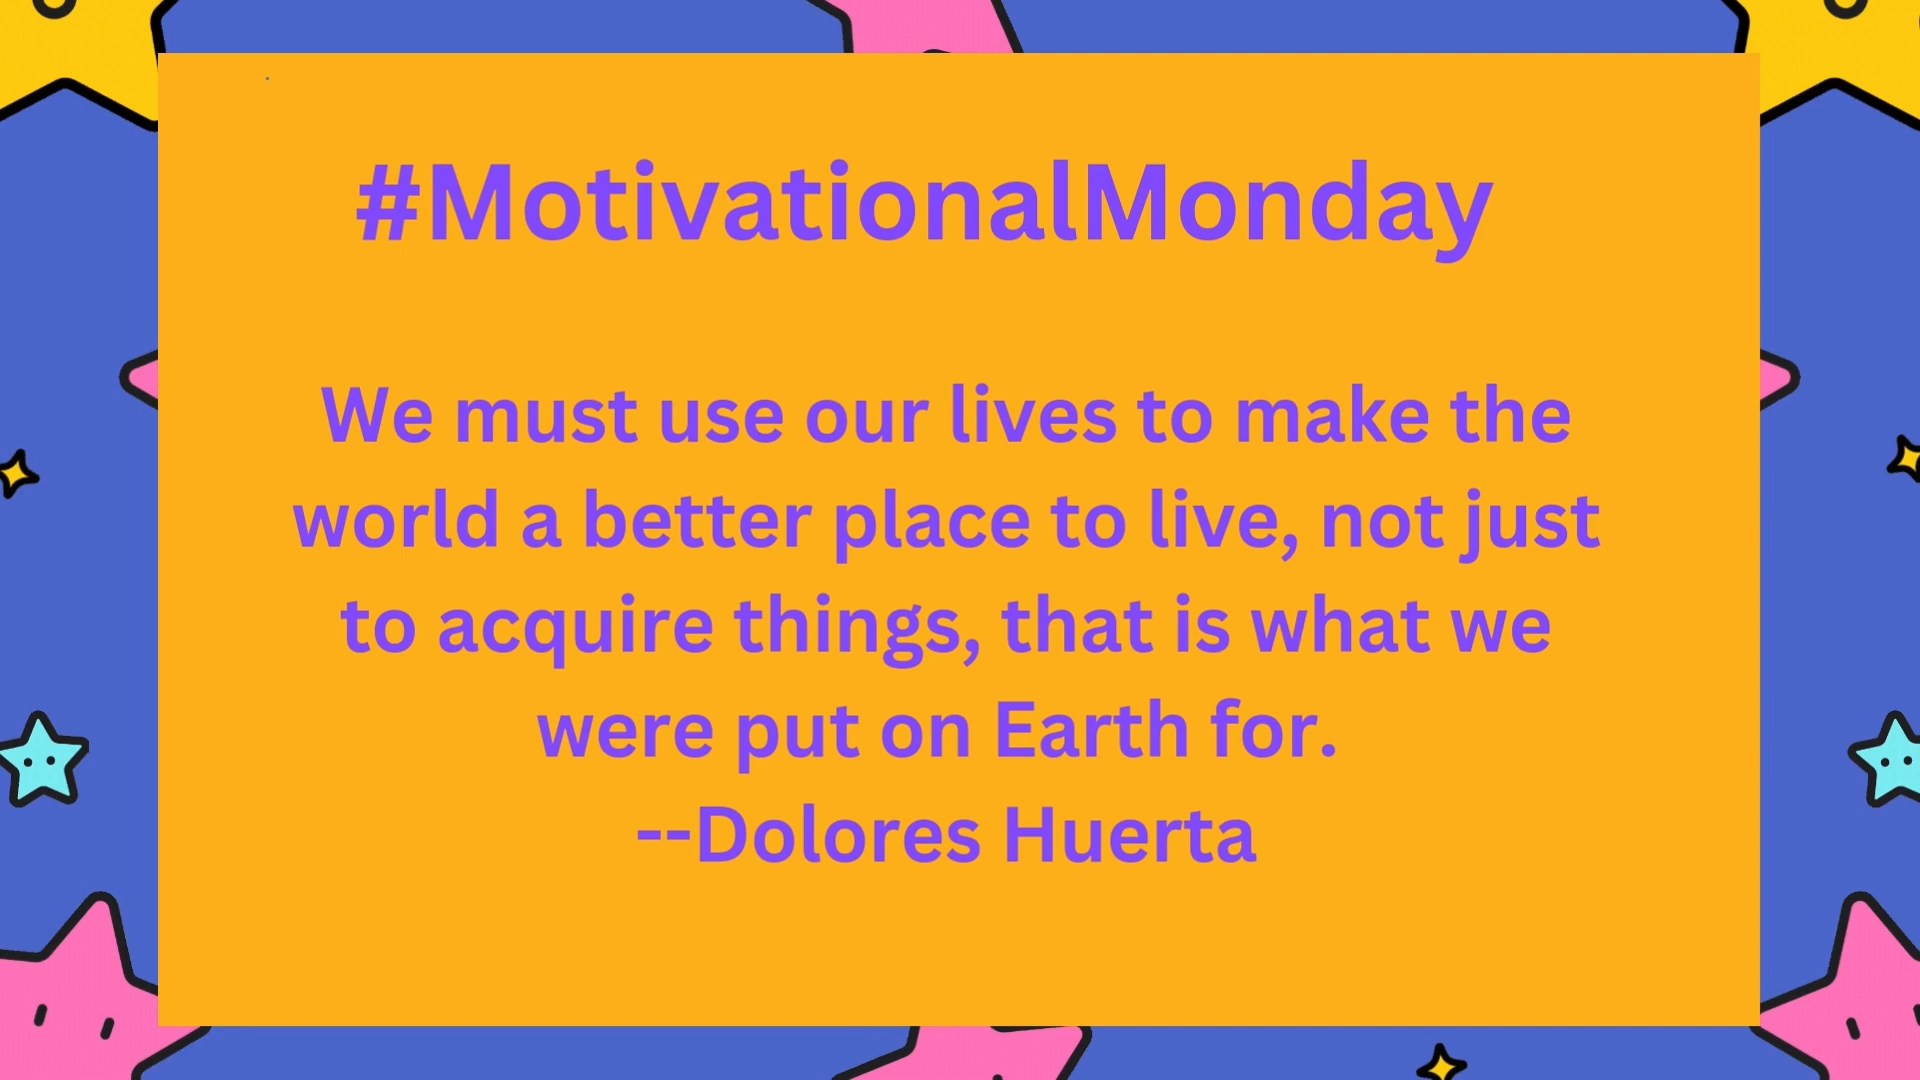 #MotivationalMonday
We must use our lives to make the
world a better place to live, not just
to acquire things, that is what we
were put on Earth for.
--Dolores Huerta